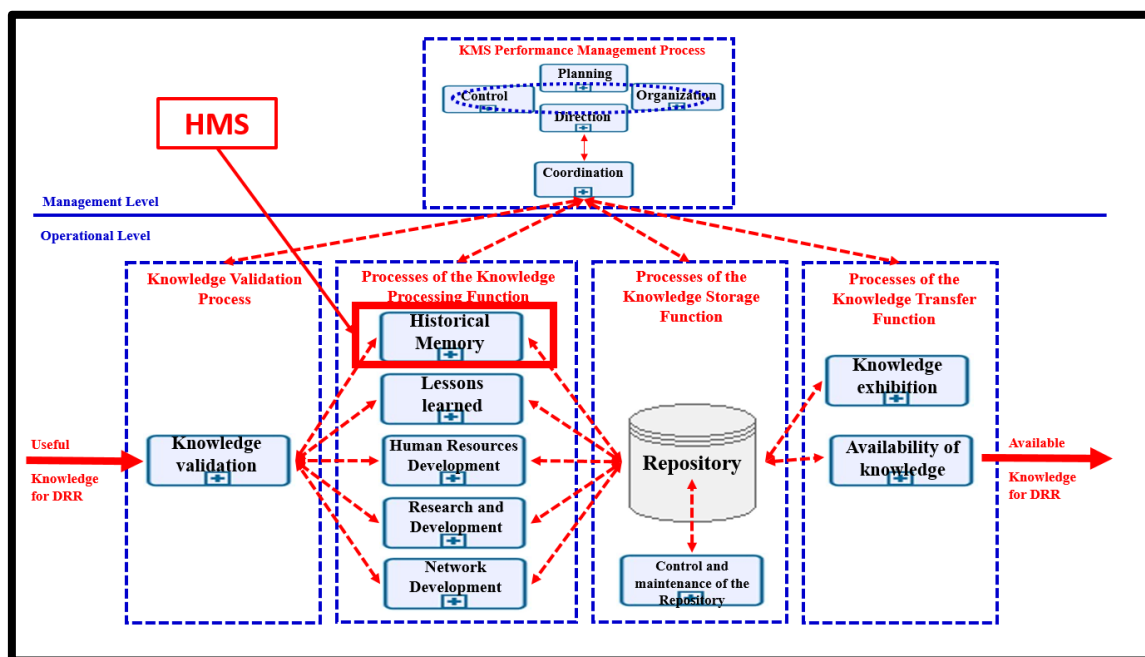 KMS Performance Management Process
Planning
Control
Organization
Direction
HMS
Coordination
Management Level
Operational Level
Knowledge Validation
Process
Processes of the Knowledge
Processing Function
Processes of the
Knowledge Storage
Function
Processes of the
Knowledge Transfer
Function
Historical
Memory
Lessons
learned
Human Resources
Development
Research and
Development
Network
Development
Useful
Knowledge
for DRR
Knowledge
validation
Repository
Control and
maintenance of the
Repository
Knowledge
exhibition
Availability of
knowledge
Available
Knowledge
for DRR